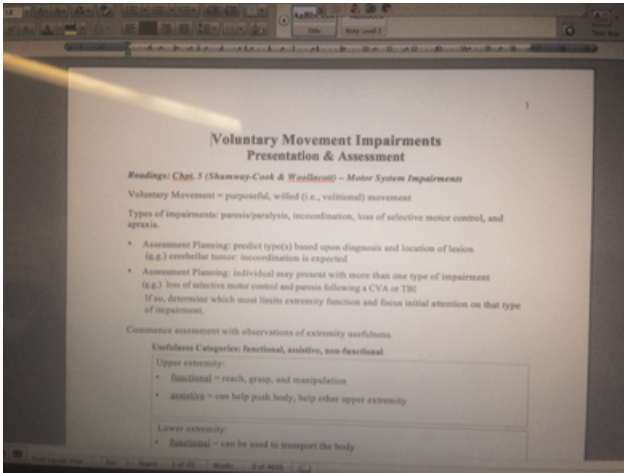 Title
Note Level 2
1
Voluntary Movement Impairments
Presentation & Assessment
Readings: Chpt. 5 (Shumway-Cook & Woollacott) – Motor System Impairments
Voluntary Movement = purposeful, willed (i.e., volitional) movement
Types of impairments: paresis/paralysis, incoordination, loss of selective motor control, and
apraxia.
• Assessment Planning: predict type(s) based upon diagnosis and location of lesion
(g.g.) cerebellar tumor: incoordination is expected
• Assessment Planning: individual may present with more than one type of impairment
(g.g.) loss of selective motor control and paresis following a CVA or TBI
If so, determine which most limits extremity function and focus initial attention on that type
of impairment.
Commence assessment with observations of extremity usefulness.
Usefulness Categories: functional, assistive, non-functional
Upper extremity:
• functional = reach, grasp, and manipulation
• assistive = can help push body, help other upper extremity
Lower extremity:
• functional = can be used to transport the body